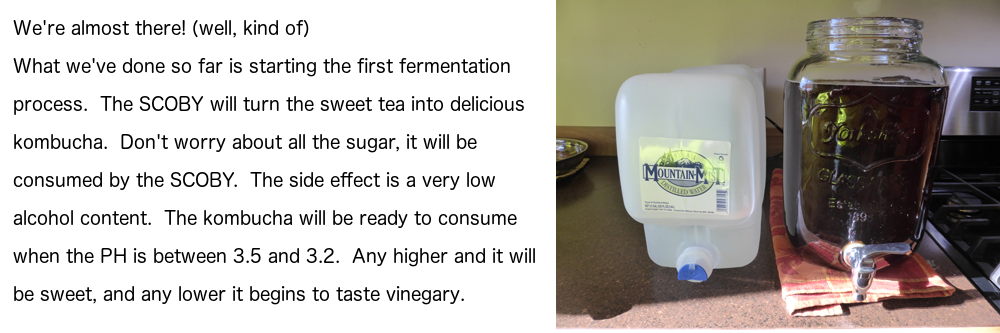 We're almost there! (well, kind of)
What we've done so far is starting the first fermentation
process.  The SCOBY will turn the sweet tea into delicious
kombucha.  Don't worry about all the sugar, it will be
consumed by the SCOBY.  The side effect is a very low
alcohol content.  The kombucha will be ready to consume
when the PH is between 3.5 and 3.2.  Any higher and it will
be sweet, and any lower it begins to taste vinegary.
MOUNTAIN MIST
DISTILLED WATER